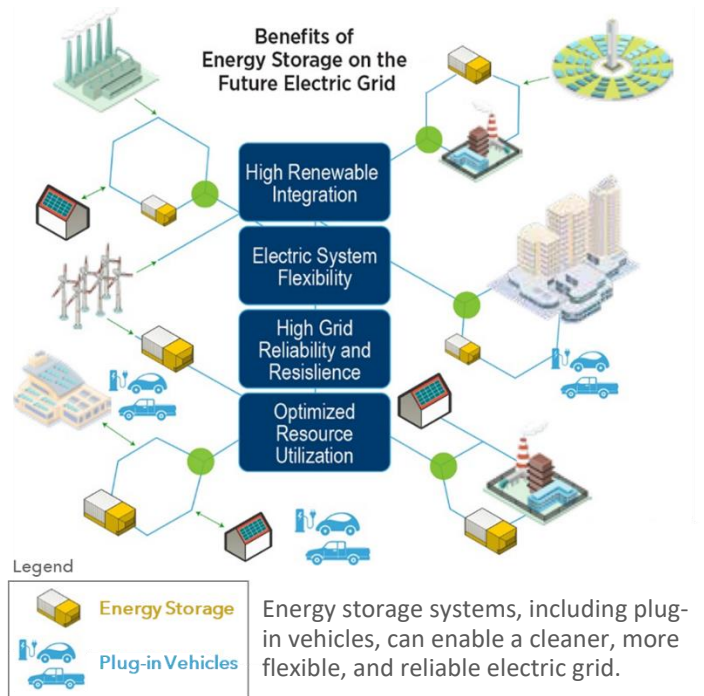 Benefits of
Energy Storage on the
Future Electric Grid
High Renewable
Integration
Electric System
Flexibility
High Grid
Reliability and
Resislience
Optimized
Resource
Utilization
Legend
Energy Storage
Plug-in Vehicles
Energy storage systems, including plug-
in vehicles, can enable a cleaner, more
flexible, and reliable electric grid.